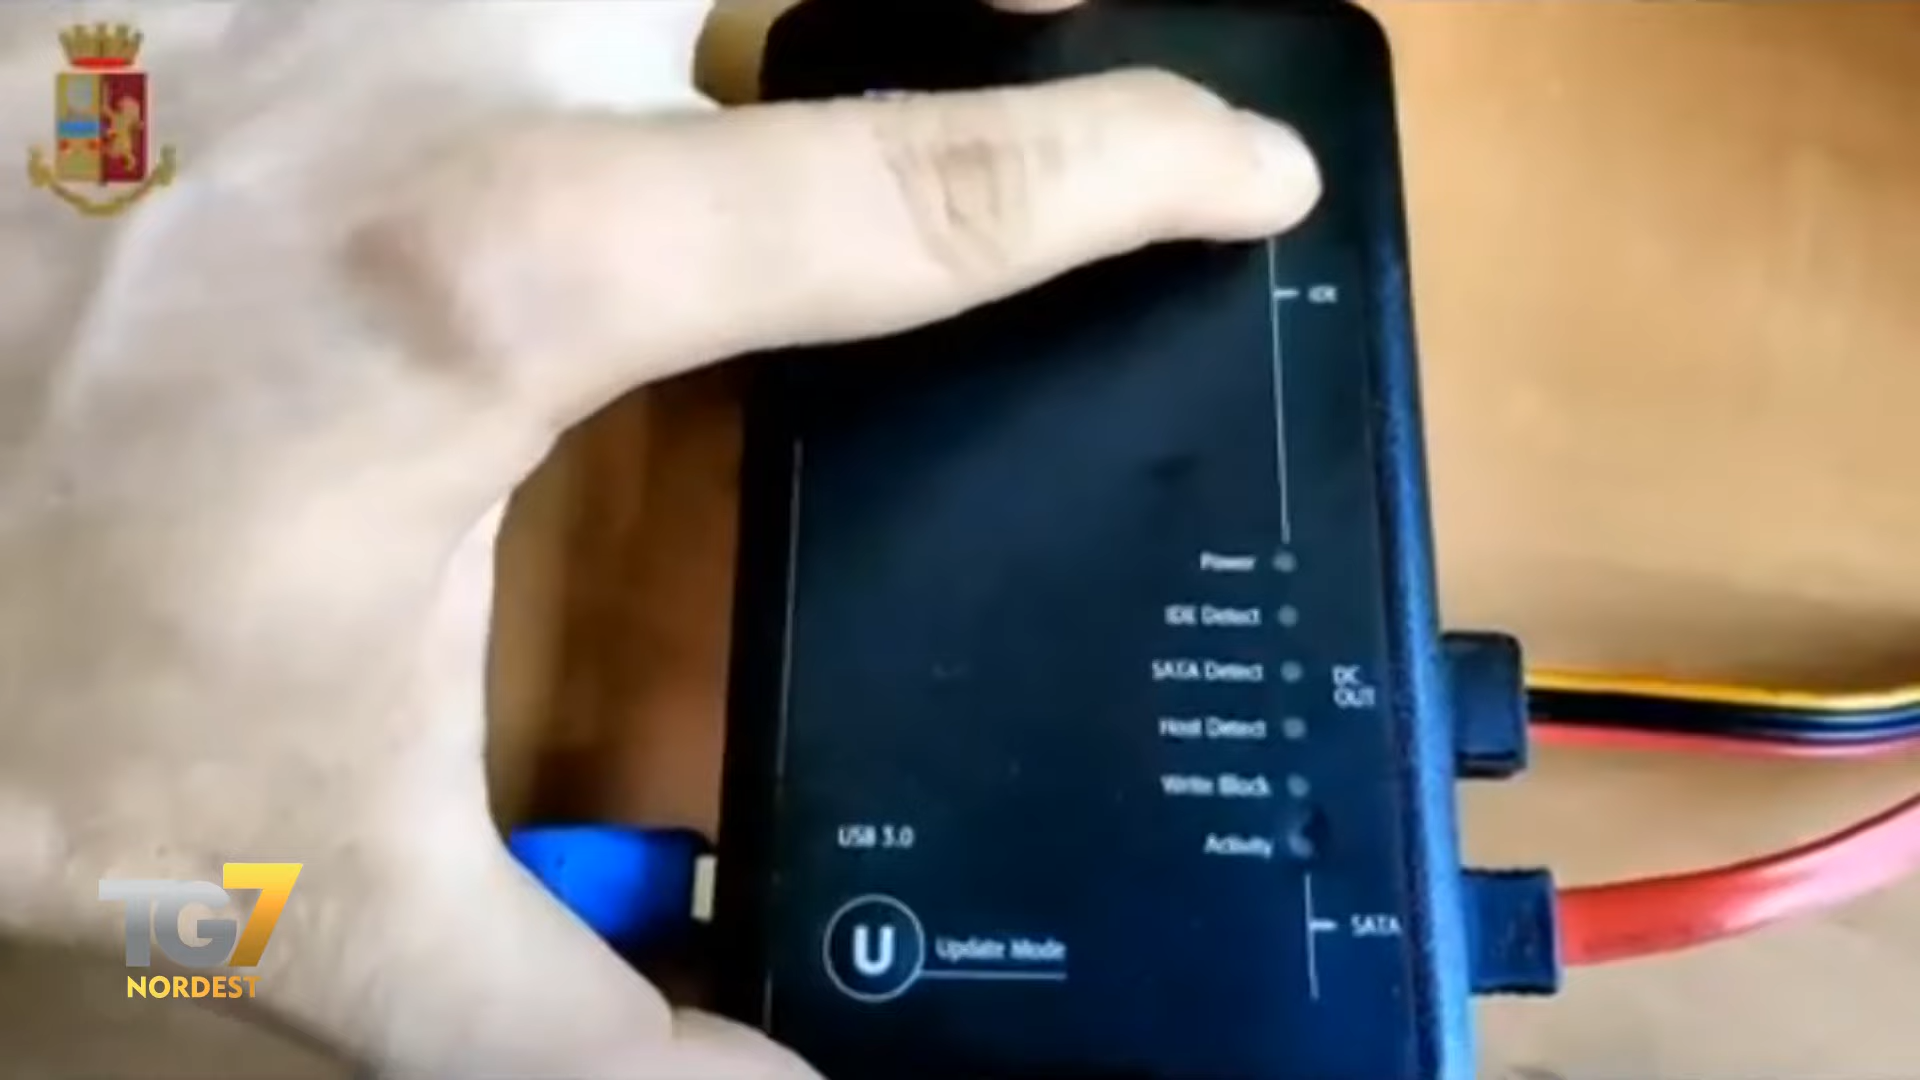 IDE
Power
IDE Detect
SATA Detect
DC
OUT
Host Detect
Write Block
USB 3.0
Activity
SATA
U
Update Mode
TG7
NORDEST